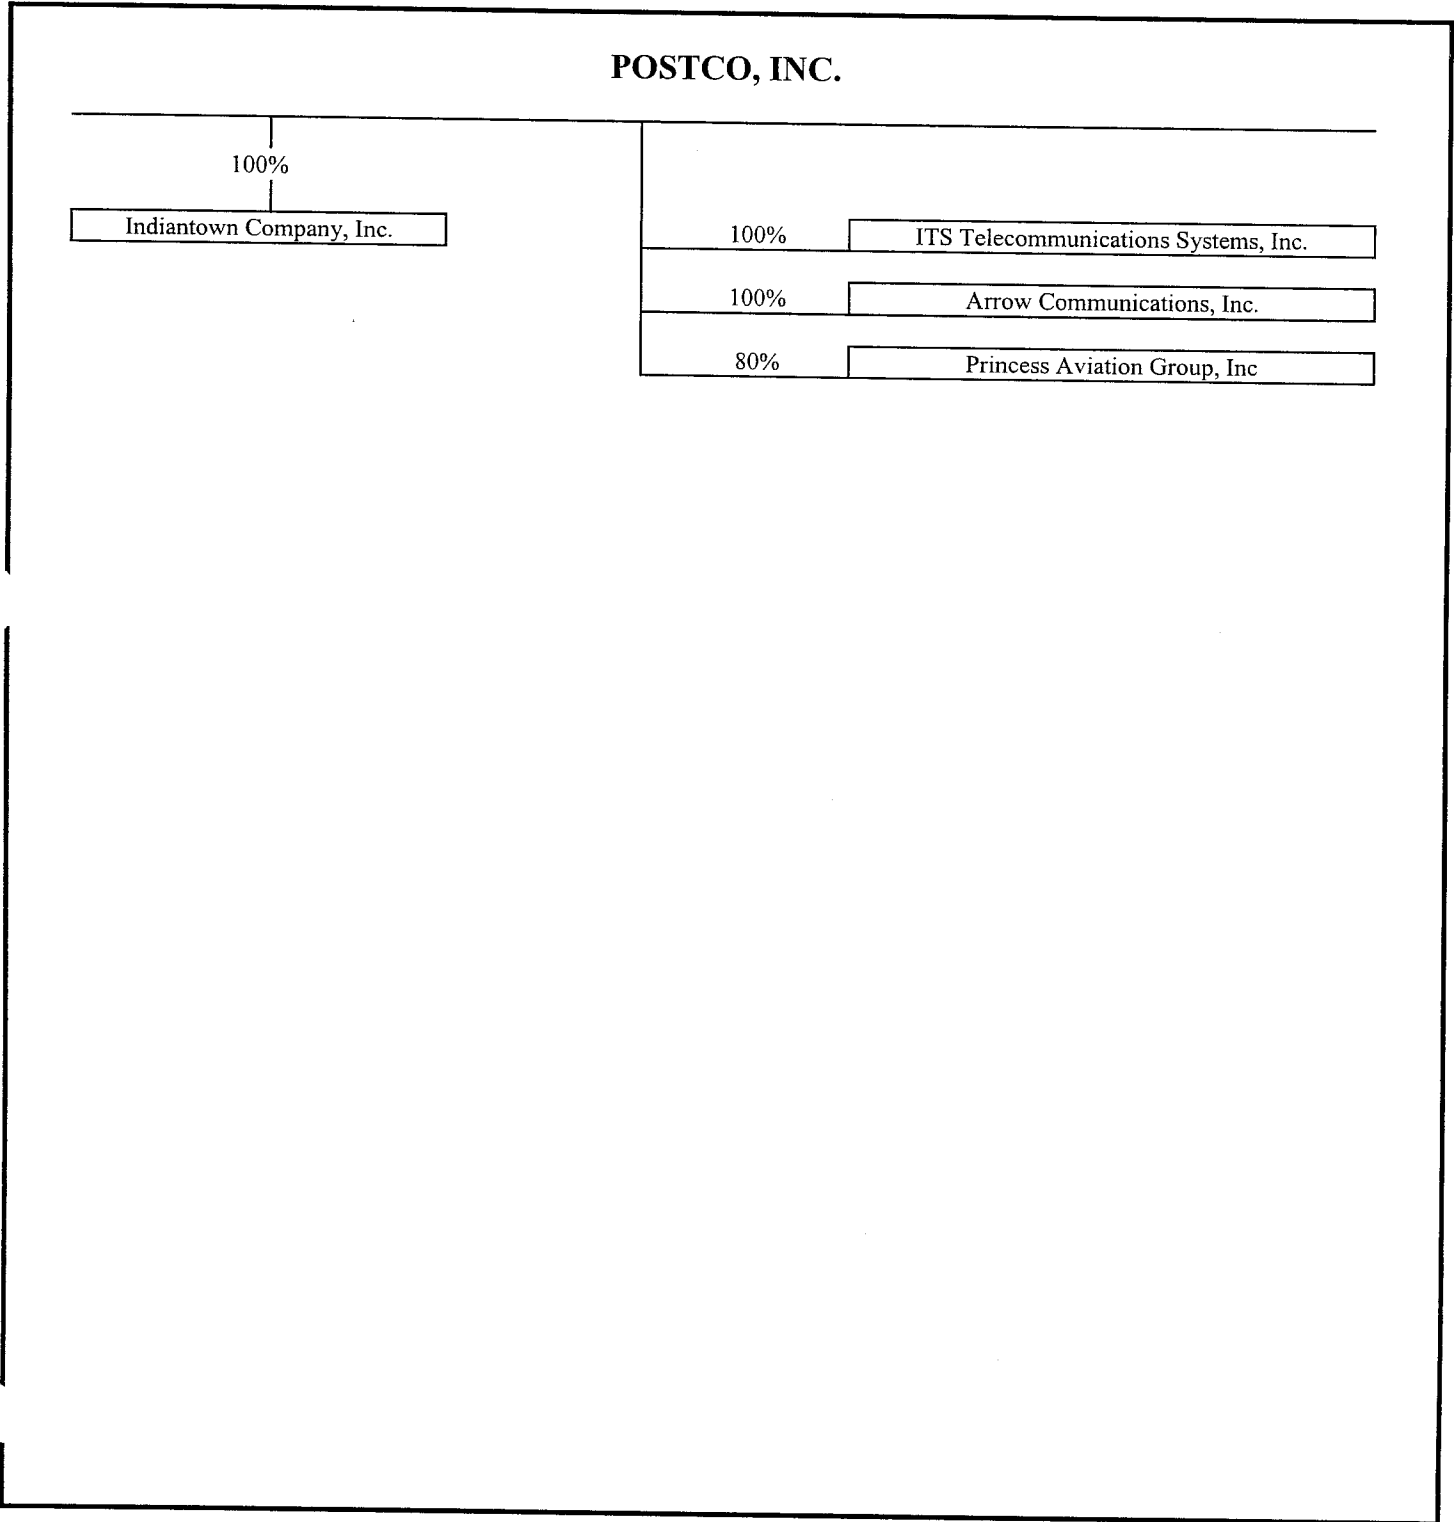 POSTCO, INC.
100%
Indiantown Company, Inc.
100% ITS Telecommunications Systems, Inc.
100% Arrow Communications, Inc.
80% Princess Aviation Group, Inc